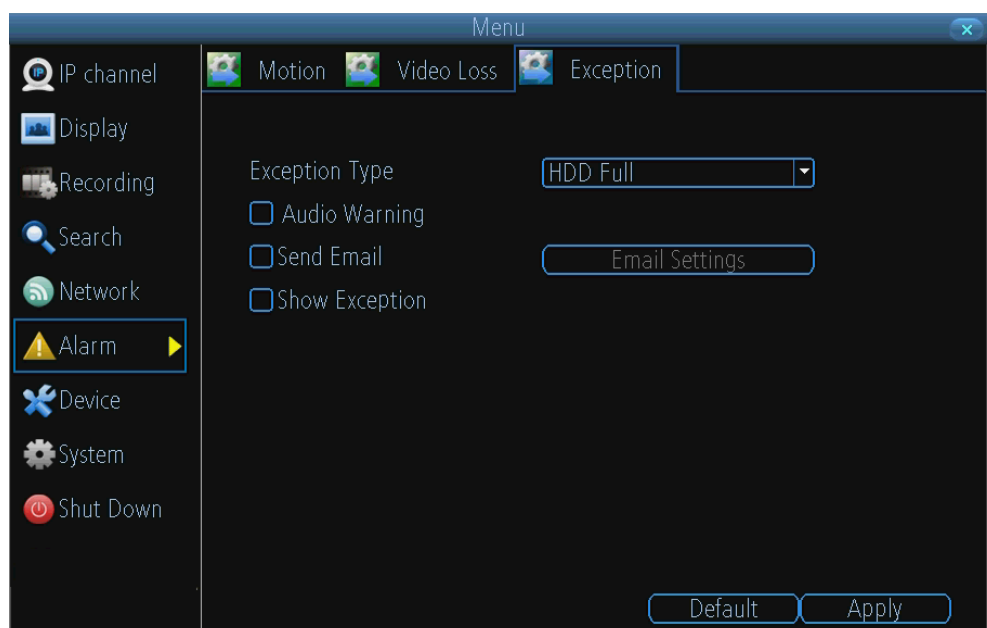 Menu
IP channel
Display
Recording
Search
Network
Alarm
Device
System
Shut Down
Motion Video Loss Exception
Exception Type HDD Full
Audio Warning
Send Email Email Settings
Show Exception
Default Apply